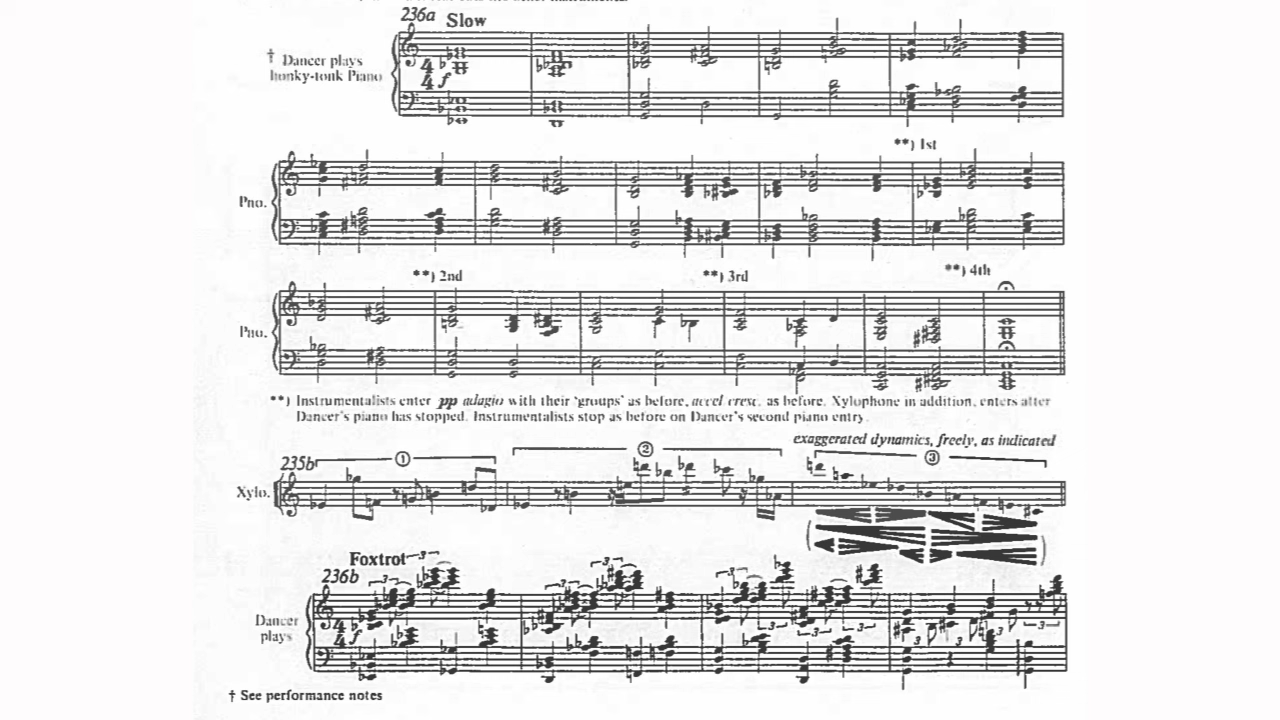 236a Slow
† Dancer plays
honky-tonk Piano
f
**) 1st
Pno.
**) 2nd **) 3rd **) 4th
Pno.
**) Instrumentalists enter pp adagio with their 'groups' as before, accel cresc. as before. Xylophone in addition, enters after
Dancer's piano has stopped. Instrumentalists stop as before on Dancer's second piano entry.
exaggerated dynamics, freely, as indicated
235b 1 2 3
Xylo.
Foxtrot
236b
Dancer
plays
f
† See performance notes